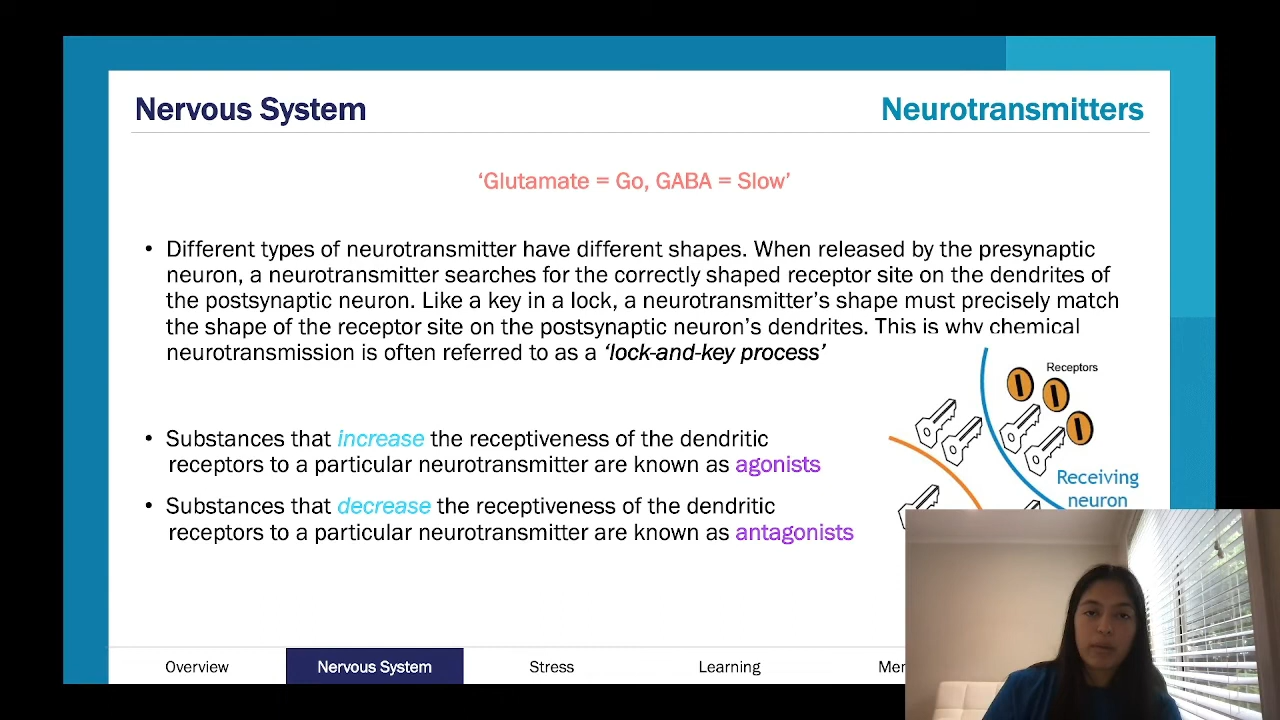 Nervous System
Neurotransmitters
‘Glutamate = Go, GABA = Slow’
• Different types of neurotransmitter have different shapes. When released by the presynaptic
neuron, a neurotransmitter searches for the correctly shaped receptor site on the dendrites of
the postsynaptic neuron. Like a key in a lock, a neurotransmitter’s shape must precisely match
the shape of the receptor site on the postsynaptic neuron’s dendrites. This is why chemical
neurotransmission is often referred to as a ‘lock-and-key process’
Receptors
• Substances that increase the receptiveness of the dendritic
receptors to a particular neurotransmitter are known as agonists
Receiving
neuron
• Substances that decrease the receptiveness of the dendritic
receptors to a particular neurotransmitter are known as antagonists
Overview
Nervous System
Stress
Learning